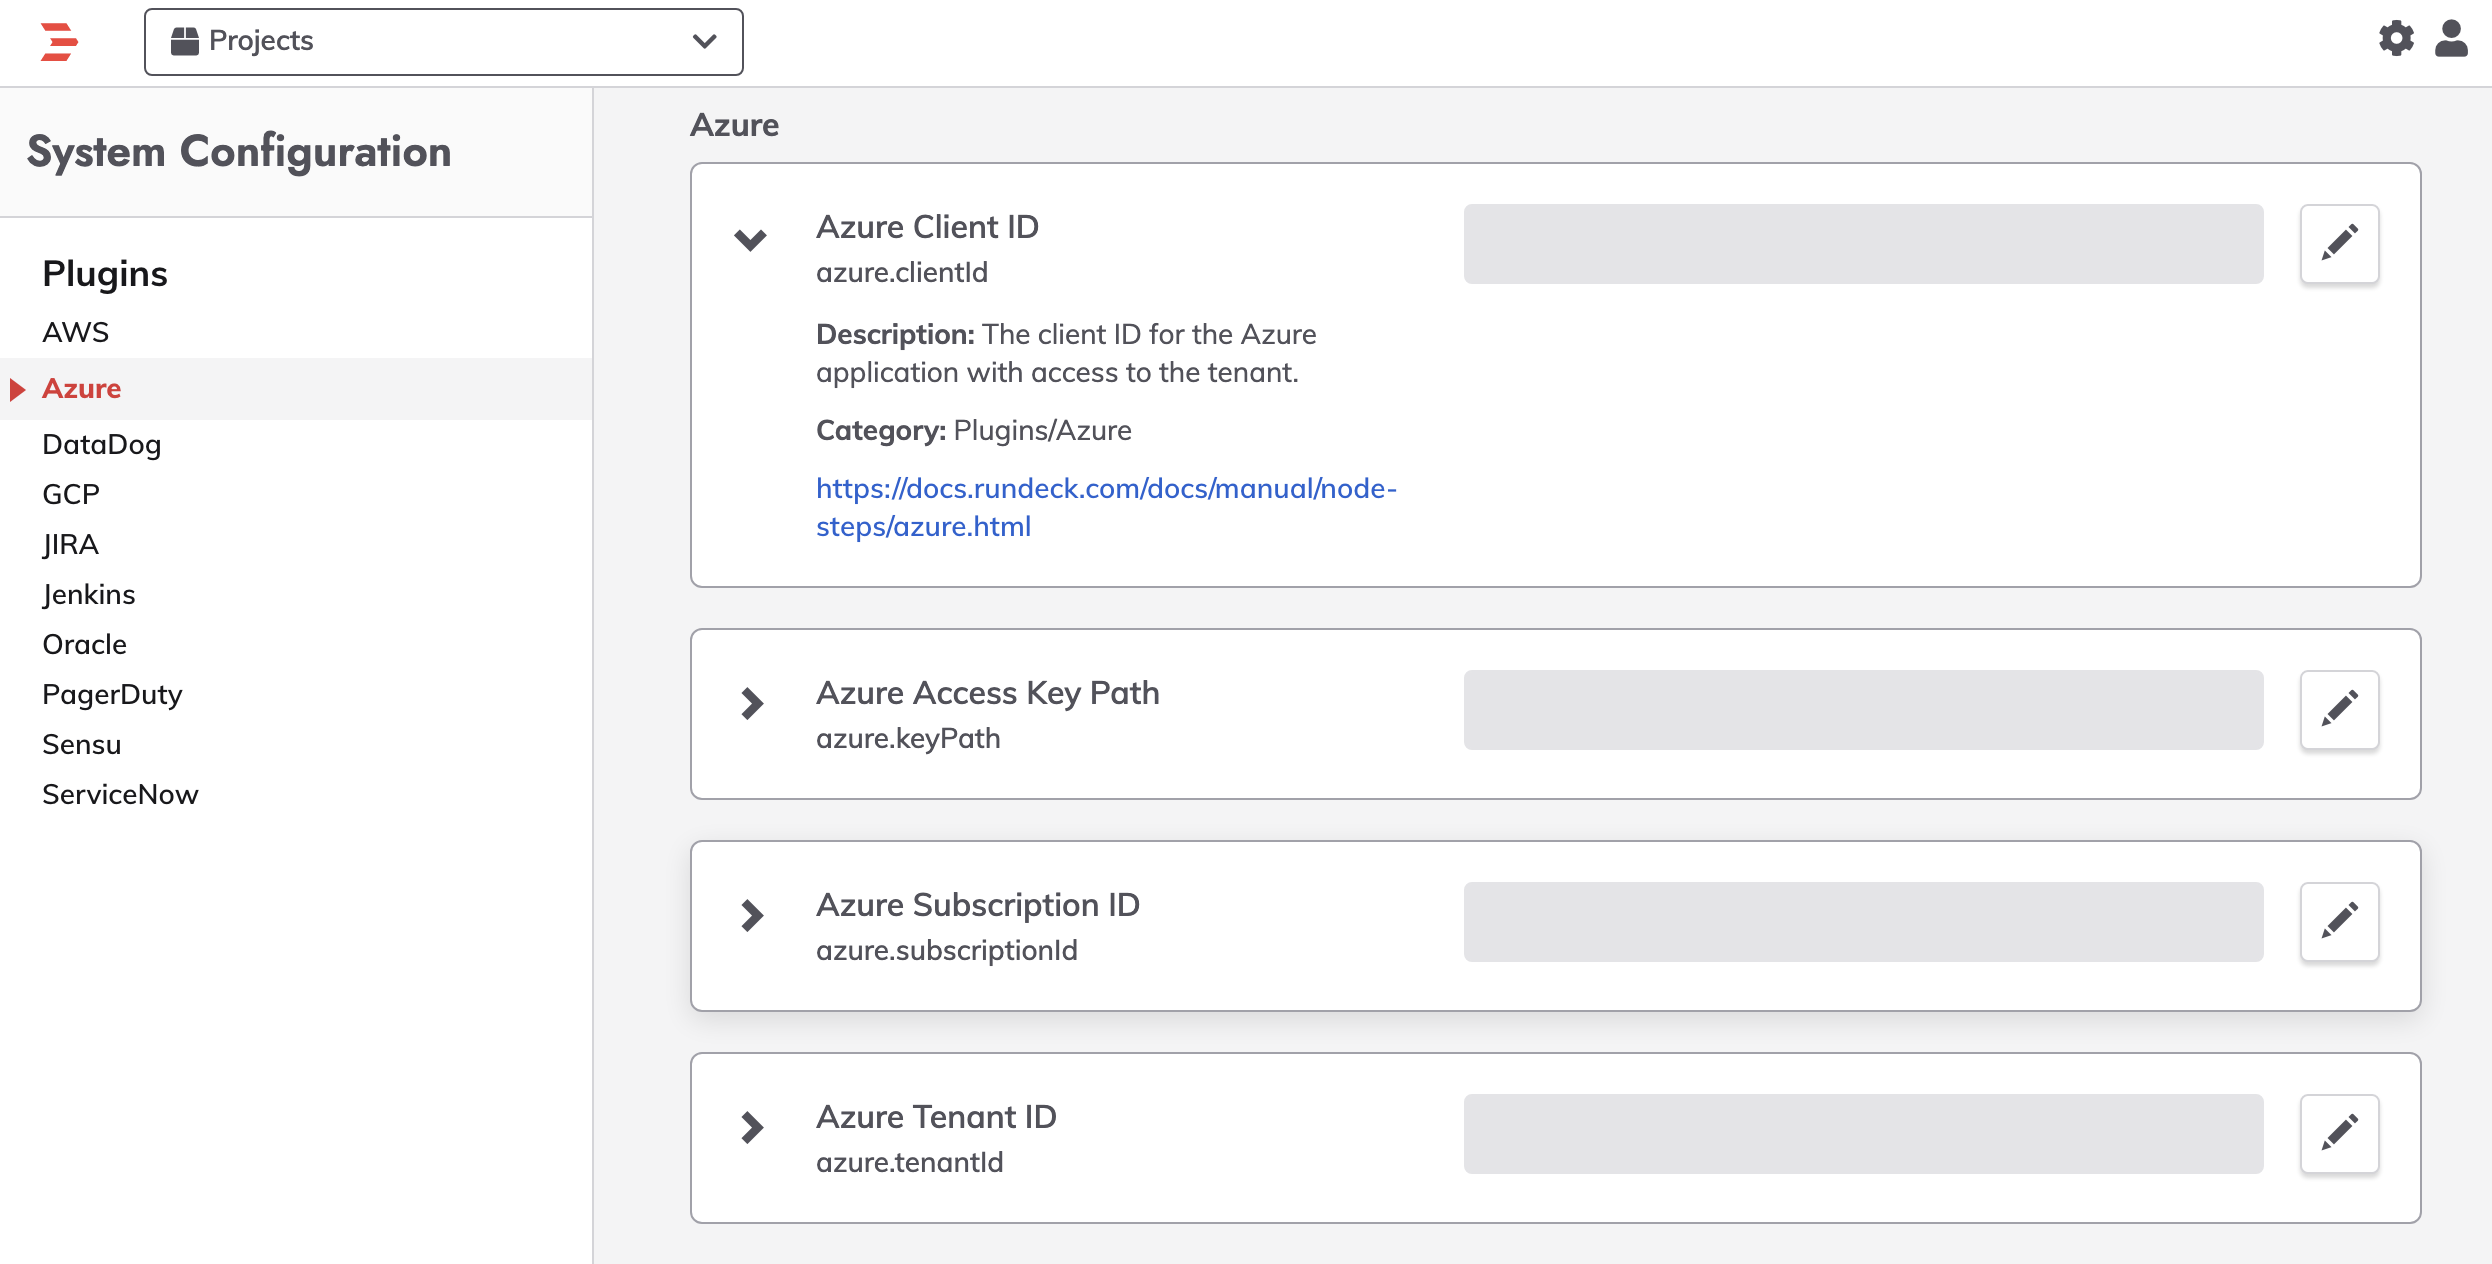 Projects
System Configuration
Plugins
AWS
Azure
DataDog
GCP
JIRA
Jenkins
Oracle
PagerDuty
Sensu
ServiceNow
Azure
Azure Client ID
azure.clientId
Description: The client ID for the Azure
application with access to the tenant.
Category: Plugins/Azure
https://docs.rundeck.com/docs/manual/node-
steps/azure.html
Azure Access Key Path
azure.keyPath
Azure Subscription ID
azure.subscriptionId
Azure Tenant ID
azure.tenantId